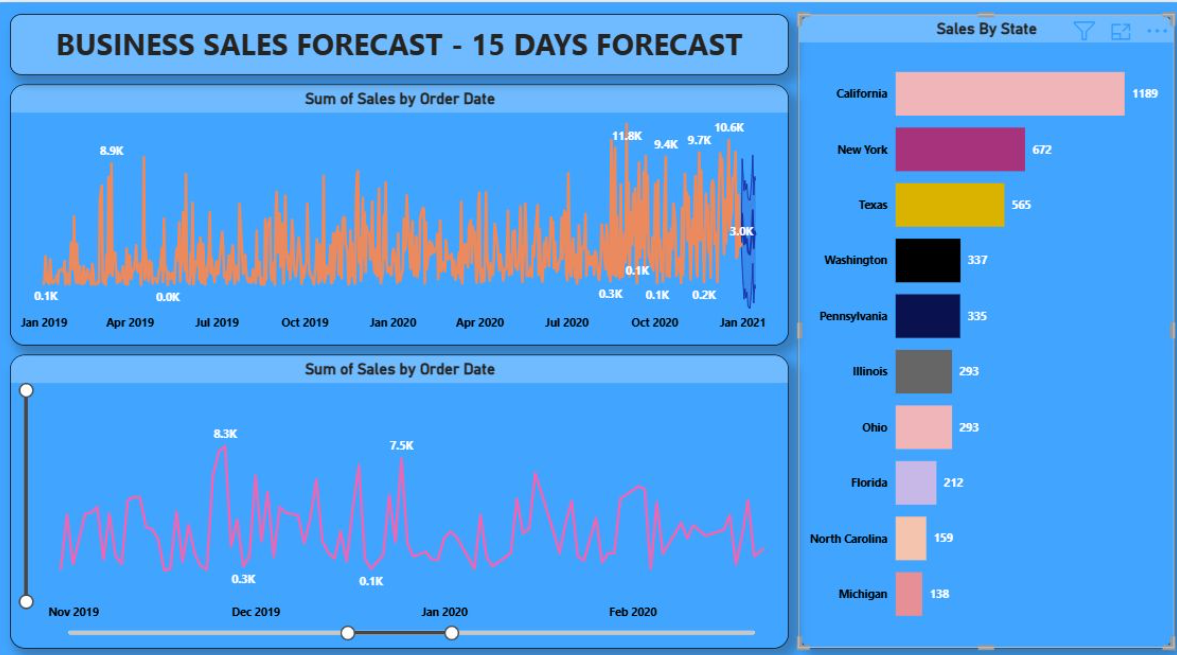 BUSINESS SALES FORECAST - 15 DAYS FORECAST
Sum of Sales by Order Date
8.9K
11.8K
9.4K
9.7K
10.6K
3.0K
0.1K
0.1K
0.0K
0.3K
0.1K
0.2K
Jan 2019 Apr 2019 Jul 2019 Oct 2019 Jan 2020 Apr 2020 Jul 2020 Oct 2020 Jan 2021
Sum of Sales by Order Date
8.3K
7.5K
0.3K
0.1K
Nov 2019 Dec 2019 Jan 2020 Feb 2020
Sales By State
California 1189
New York 672
Texas 565
Washington 337
Pennsylvania 335
Illinois 293
Ohio 293
Florida 212
North Carolina 159
Michigan 138